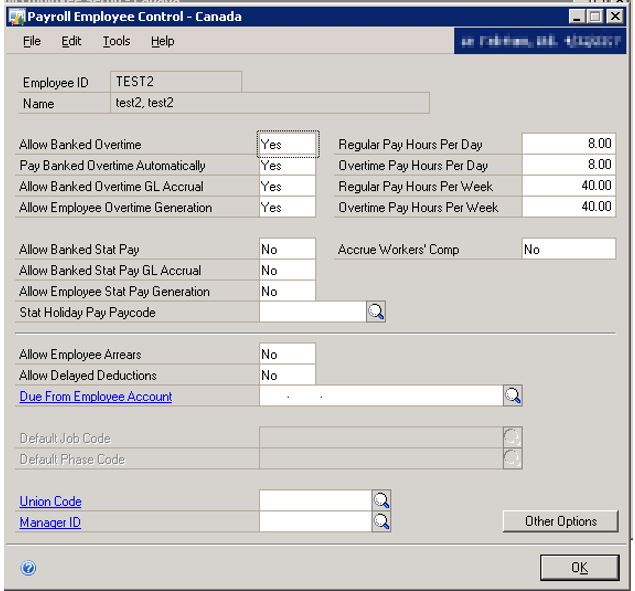 Payroll Employee Control - Canada
File Edit Tools Help
Employee ID TEST2
Name test2, test2
Allow Banked Overtime Yes Regular Pay Hours Per Day 8.00
Pay Banked Overtime Automatically Yes Overtime Pay Hours Per Day 8.00
Allow Banked Overtime GL Accrual Yes Regular Pay Hours Per Week 40.00
Allow Employee Overtime Generation Yes Overtime Pay Hours Per Week 40.00
Allow Banked Stat Pay No Accrue Workers' Comp No
Allow Banked Stat Pay GL Accrual No
Allow Employee Stat Pay Generation No
Stat Holiday Pay Paycode
Allow Employee Arrears No
Allow Delayed Deductions No
Due From Employee Account
Default Job Code
Default Phase Code
Union Code
Manager ID Other Options
OK